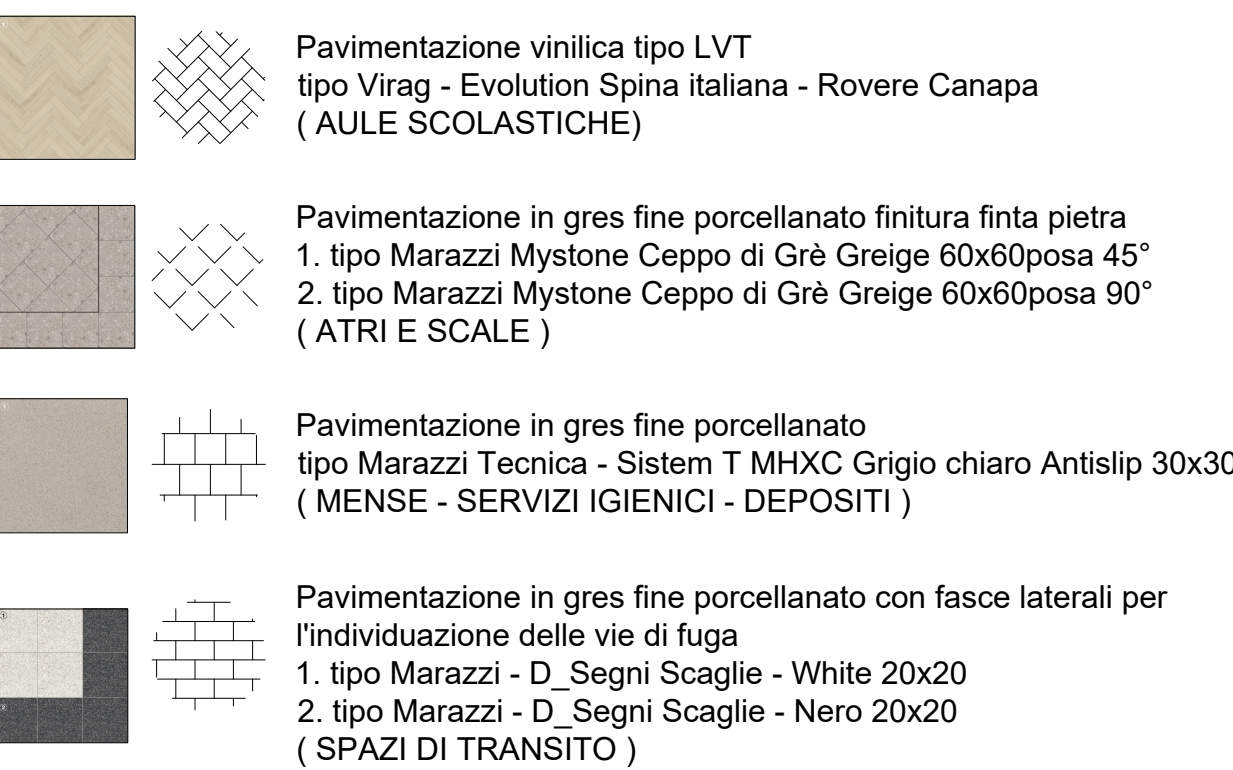 Pavimentazione vinilica tipo LVT
tipo Virag - Evolution Spina italiana - Rovere Canapa
( AULE SCOLASTICHE)
Pavimentazione in gres fine porcellanato finitura finta pietra
1. tipo Marazzi Mystone Ceppo di Grè Greige 60x60posa 45°
2. tipo Marazzi Mystone Ceppo di Grè Greige 60x60posa 90°
( ATRI E SCALE )
Pavimentazione in gres fine porcellanato
tipo Marazzi Tecnica - Sistem T MHXC Grigio chiaro Antislip 30x30
( MENSE - SERVIZI IGIENICI - DEPOSITI )
Pavimentazione in gres fine porcellanato con fasce laterali per
l'individuazione delle vie di fuga
1. tipo Marazzi - D_Segni Scaglie - White 20x20
2. tipo Marazzi - D_Segni Scaglie - Nero 20x20
( SPAZI DI TRANSITO )